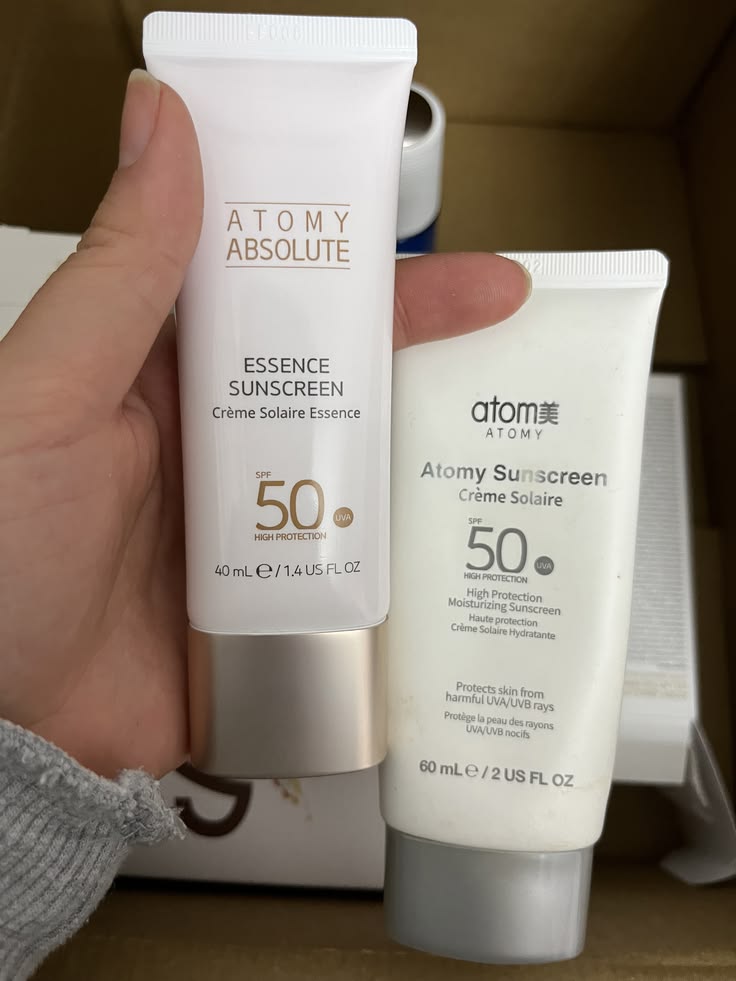 ATOMY
ABSOLUTE
ESSENCE
SUNSCREEN
Crème Solaire Essence
SPF
50 UVA
HIGH PROTECTION
40 mL ℮ / 1.4 US FL OZ
atom美
ATOMY
Atomy Sunscreen
Crème Solaire
SPF
50 UVA
HIGH PROTECTION
High Protection
Moisturizing Sunscreen
Haute protection
Crème Solaire Hydratante
Protects skin from
harmful UVA/UVB rays
Protège la peau des rayons
UVA/UVB nocifs
60 mL ℮ / 2 US FL OZ